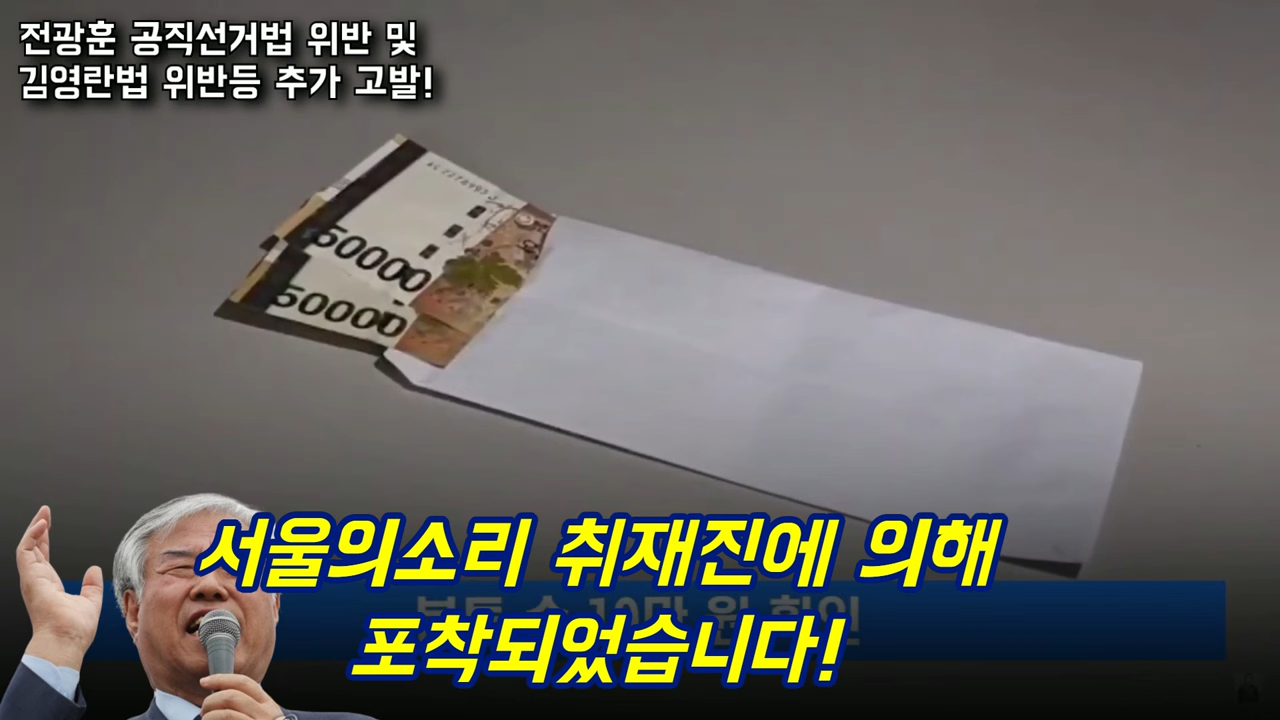 전광훈 공직선거법 위반 및
김영란법 위반등 추가 고발!
50000
50000
서울의소리 취재진에 의해
포착되었습니다!